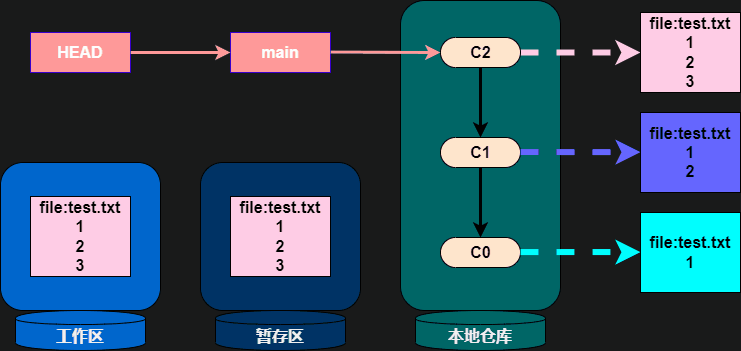 HEAD
main
C2
file:test.txt
1
2
3
C1
file:test.txt
1
2
C0
file:test.txt
1
file:test.txt
1
2
3
工作区
file:test.txt
1
2
3
暂存区
本地仓库